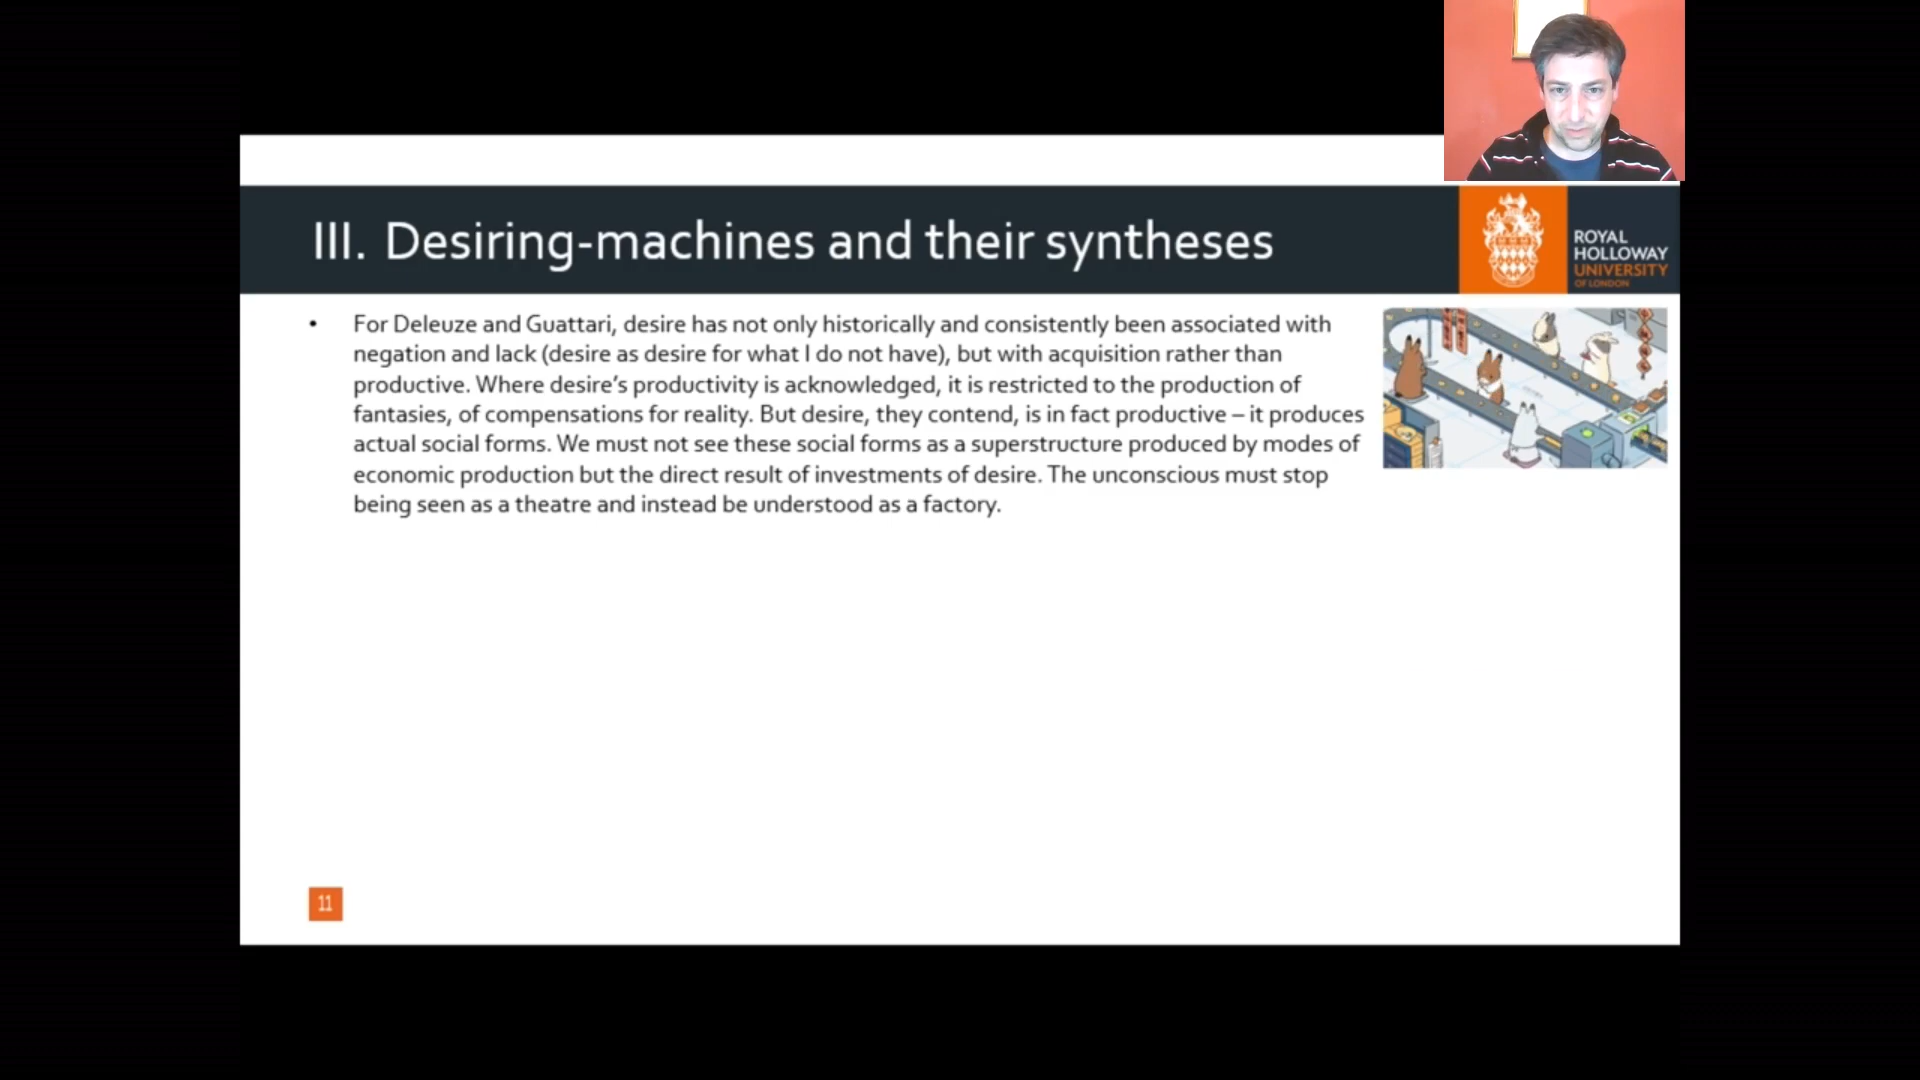 III. Desiring-machines and their syntheses
ROYAL
HOLLOWAY
UNIVERSITY
OF LONDON
• For Deleuze and Guattari, desire has not only historically and consistently been associated with
negation and lack (desire as desire for what I do not have), but with acquisition rather than
productive. Where desire’s productivity is acknowledged, it is restricted to the production of
fantasies, of compensations for reality. But desire, they contend, is in fact productive – it produces
actual social forms. We must not see these social forms as a superstructure produced by modes of
economic production but the direct result of investments of desire. The unconscious must stop
being seen as a theatre and instead be understood as a factory.
11